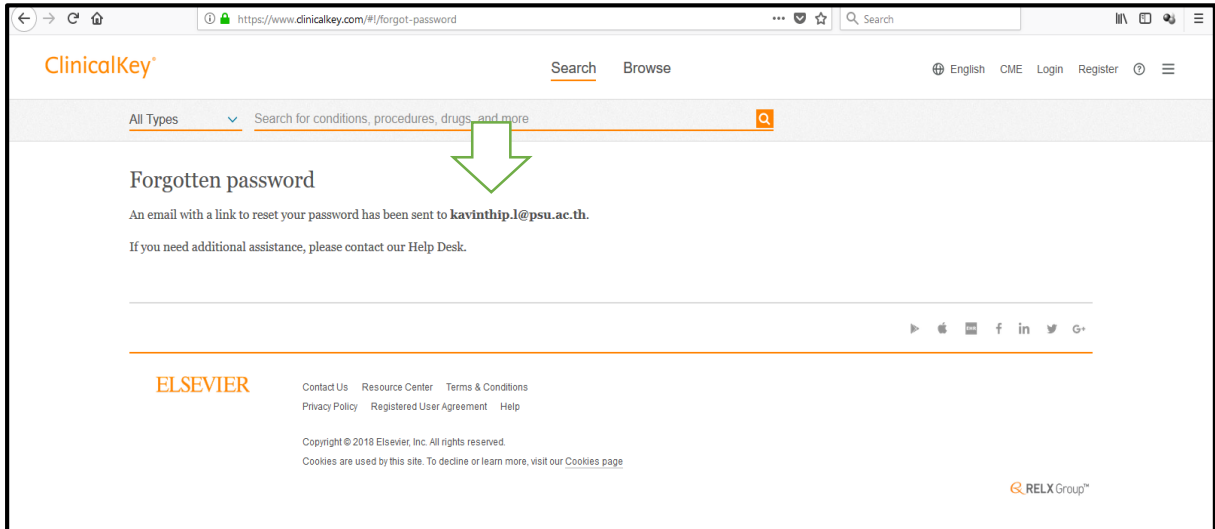 https://www.clinicalkey.com/#!/forgot-password
Search
ClinicalKey®
Search Browse
English CME Login Register ?
All Types
Search for conditions, procedures, drugs, and more
Forgotten password
An email with a link to reset your password has been sent to kavinthip.l@psu.ac.th.
If you need additional assistance, please contact our Help Desk.
f in G+
ELSEVIER
Contact Us Resource Center Terms & Conditions
Privacy Policy Registered User Agreement Help
Copyright © 2018 Elsevier, Inc. All rights reserved.
Cookies are used by this site. To decline or learn more, visit our Cookies page
RELX Group™